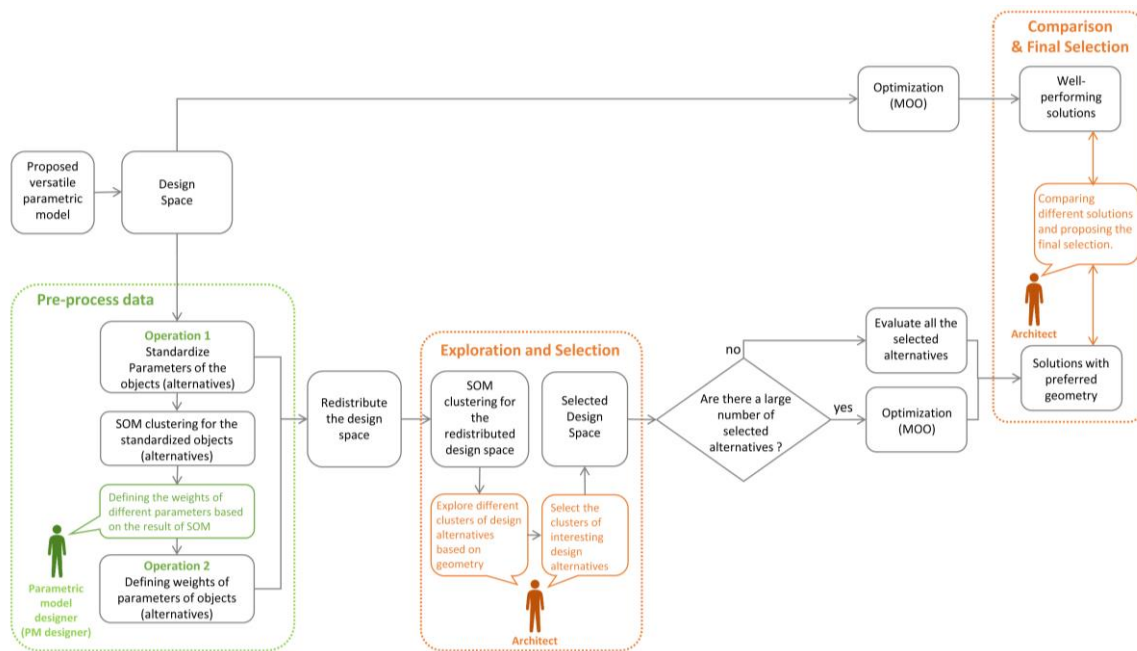 Comparison
& Final Selection
Optimization
(MOO)
Well-
performing
solutions
Proposed
versatile
parametric
model
Design
Space
Comparing
different solutions
and proposing the
final selection.
Architect
Pre-process data
Operation 1
Standardize
Parameters of the
objects (alternatives)
SOM clustering for the
standardized objects
(alternatives)
Defining the weights of
different parameters based
on the result of SOM
Operation 2
Defining weights of
parameters of objects
(alternatives)
Parametric
model
designer
(PM designer)
Redistribute
the design
space
Exploration and Selection
SOM
clustering for
the
redistributed
design space
Selected
Design
Space
Explore different
clusters of design
alternatives
based on
geometry
Select the
clusters of
interesting
design
alternatives
Architect
Are there a large
number of
selected
alternatives ?
no
yes
Evaluate all the
selected
alternatives
Optimization
(MOO)
Solutions with
preferred
geometry